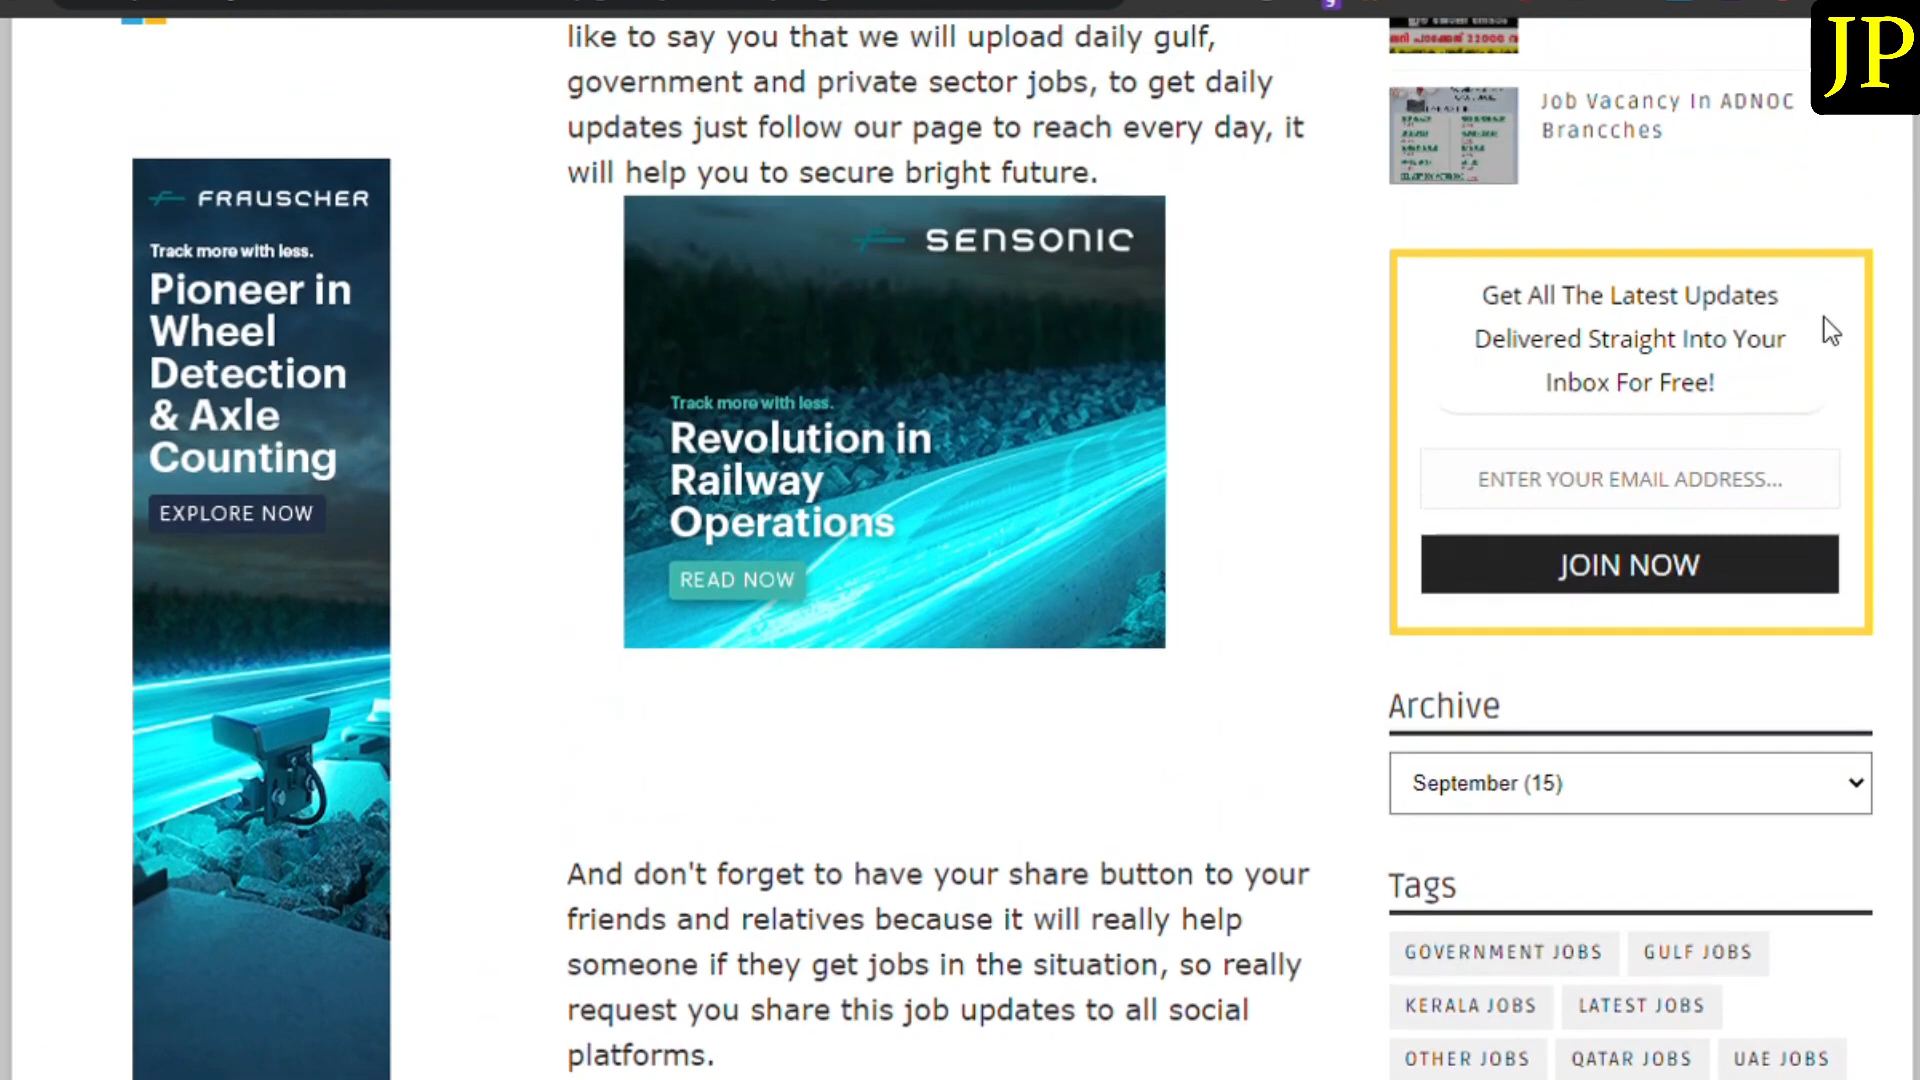 like to say you that we will upload daily gulf,
government and private sector jobs, to get daily
updates just follow our page to reach every day, it
will help you to secure bright future.
FRAUSCHER
Track more with less.
Pioneer in
Wheel
Detection
& Axle
Counting
EXPLORE NOW
SENSONIC
Track more with less.
Revolution in
Railway
Operations
READ NOW
And don't forget to have your share button to your
friends and relatives because it will really help
someone if they get jobs in the situation, so really
request you share this job updates to all social
platforms.
JP
Job Vacancy In ADNOC
Brancches
Get All The Latest Updates
Delivered Straight Into Your
Inbox For Free!
ENTER YOUR EMAIL ADDRESS...
JOIN NOW
Archive
September (15)
Tags
GOVERNMENT JOBS GULF JOBS
KERALA JOBS LATEST JOBS
OTHER JOBS QATAR JOBS UAE JOBS